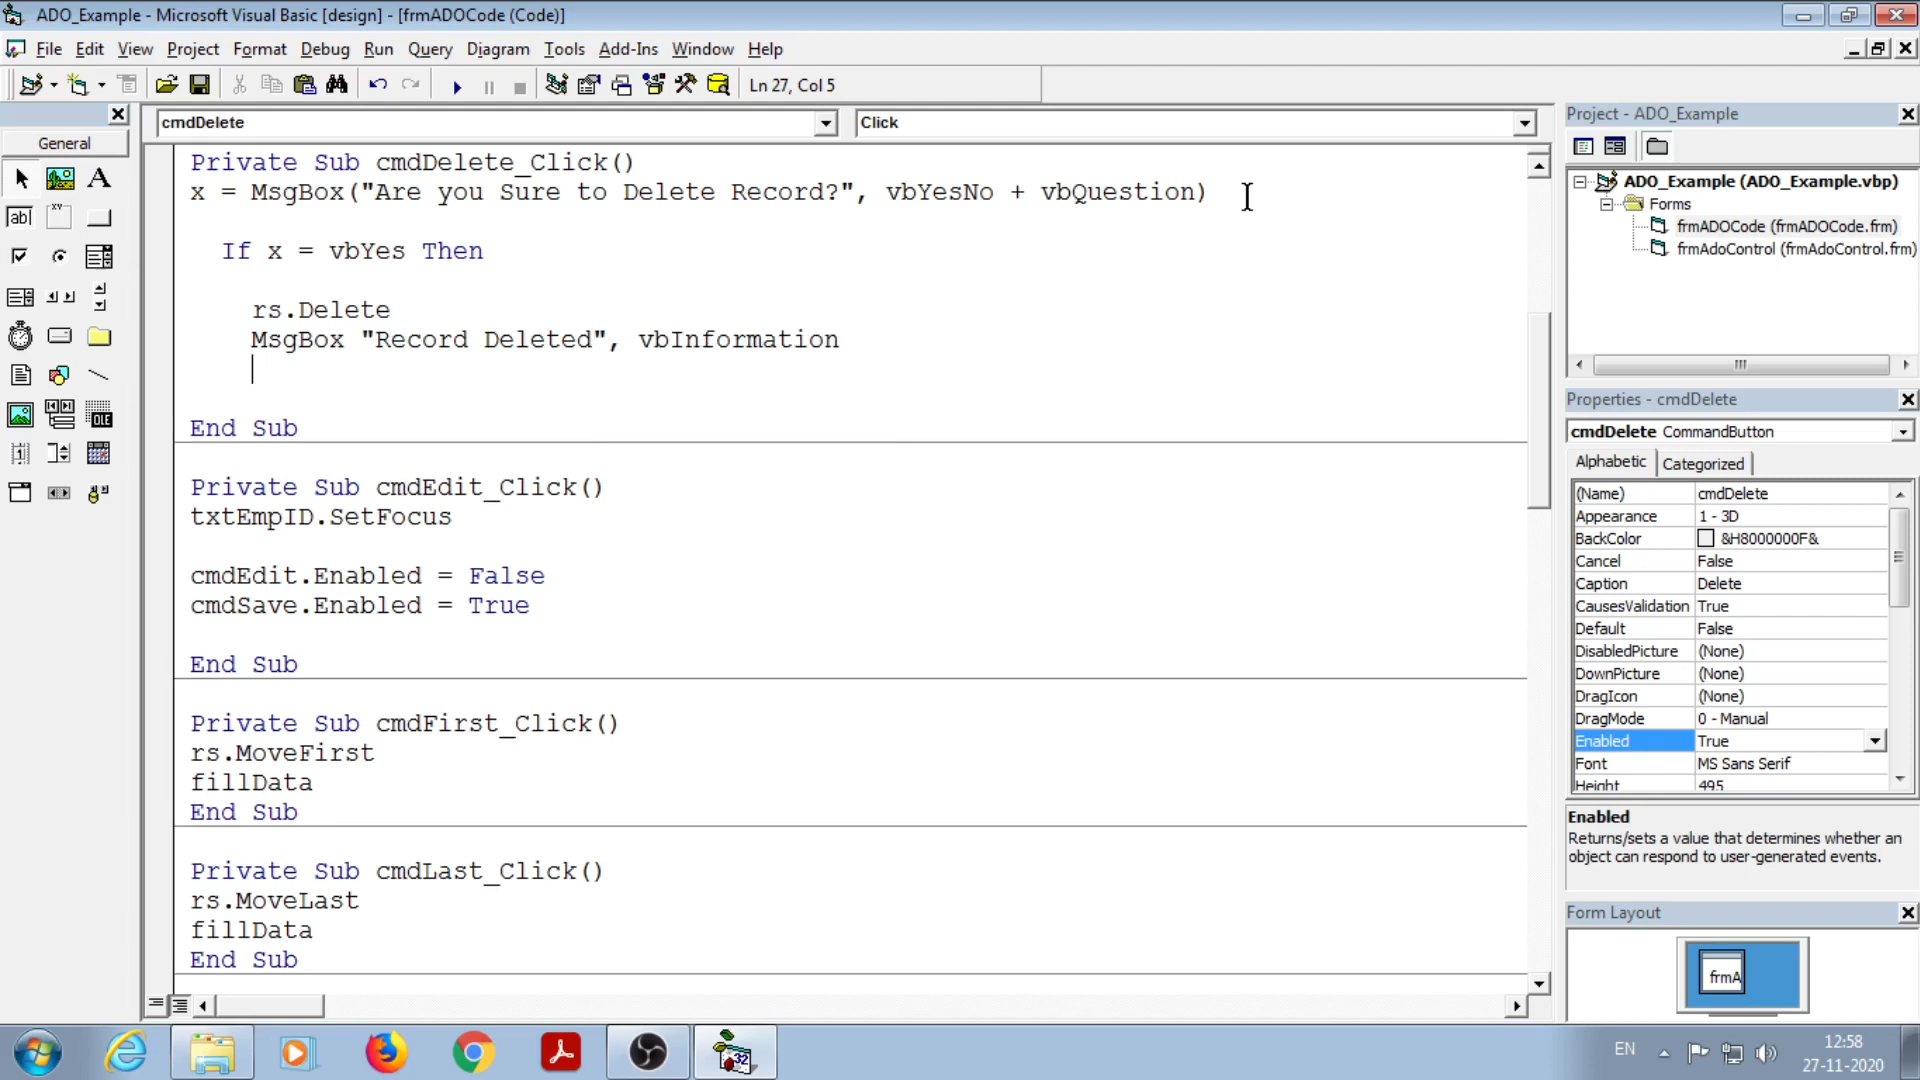 ADO_Example - Microsoft Visual Basic [design] - [frmADOCode (Code)]
File Edit View Project Format Debug Run Query Diagram Tools Add-Ins Window Help
Ln 27, Col 5
General
cmdDelete
Click
Private Sub cmdDelete_Click()
x = MsgBox("Are you Sure to Delete Record?", vbYesNo + vbQuestion)
If x = vbYes Then
rs.Delete
MsgBox "Record Deleted", vbInformation
End Sub
Private Sub cmdEdit_Click()
txtEmpID.SetFocus
cmdEdit.Enabled = False
cmdSave.Enabled = True
End Sub
Private Sub cmdFirst_Click()
rs.MoveFirst
fillData
End Sub
Private Sub cmdLast_Click()
rs.MoveLast
fillData
End Sub
Project - ADO_Example
ADO_Example (ADO_Example.vbp)
Forms
frmADOCode (frmADOCode.frm)
frmAdoControl (frmAdoControl.frm)
Properties - cmdDelete
cmdDelete CommandButton
Alphabetic Categorized
(Name) cmdDelete
Appearance 1 - 3D
BackColor &H8000000F&
Cancel False
Caption Delete
CausesValidation True
Default False
DisabledPicture (None)
DownPicture (None)
DragIcon (None)
DragMode 0 - Manual
Enabled True
Font MS Sans Serif
Height 495
Enabled
Returns/sets a value that determines whether an
object can respond to user-generated events.
Form Layout
frmA
EN
12:58
27-11-2020